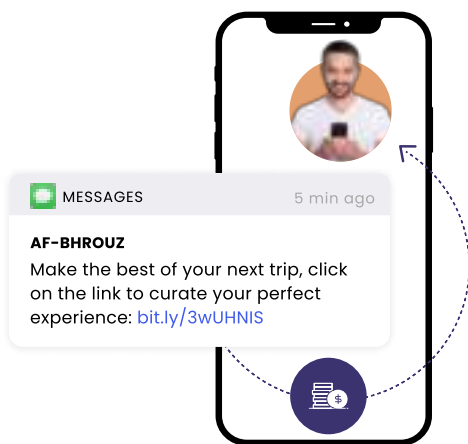 MESSAGES
5 min ago
AF-BHROUZ
Make the best of your next trip, click
on the link to curate your perfect
experience: bit.ly/3wUHNIS
$